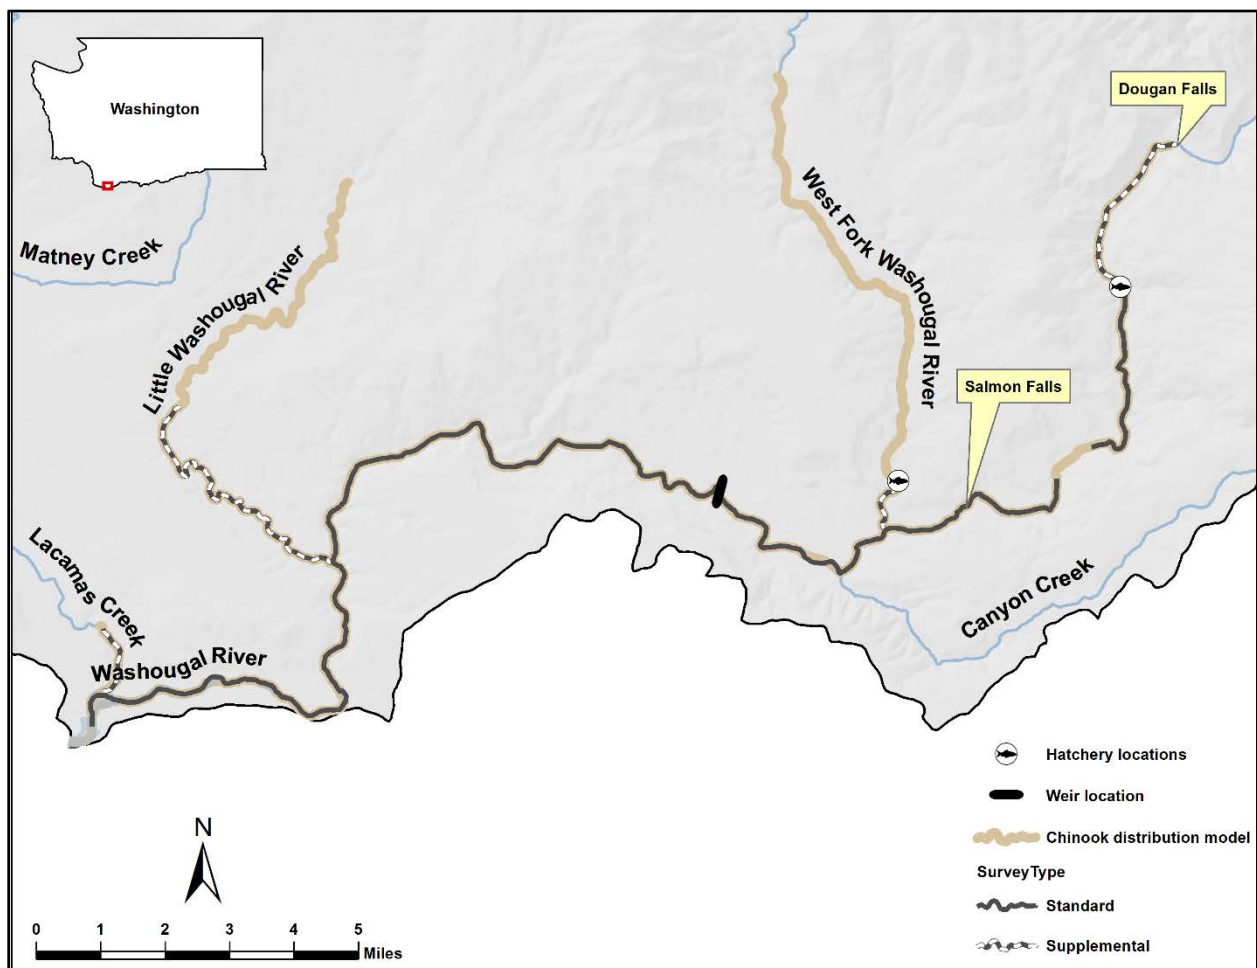 Washington
Dougan Falls
Matney Creek
Little Washougal River
West Fork Washougal River
Salmon Falls
Lacamas Creek
Washougal River
Canyon Creek
Hatchery locations
Weir location
Chinook distribution model
SurveyType
Standard
Supplemental
N
0 1 2 3 4 5
Miles